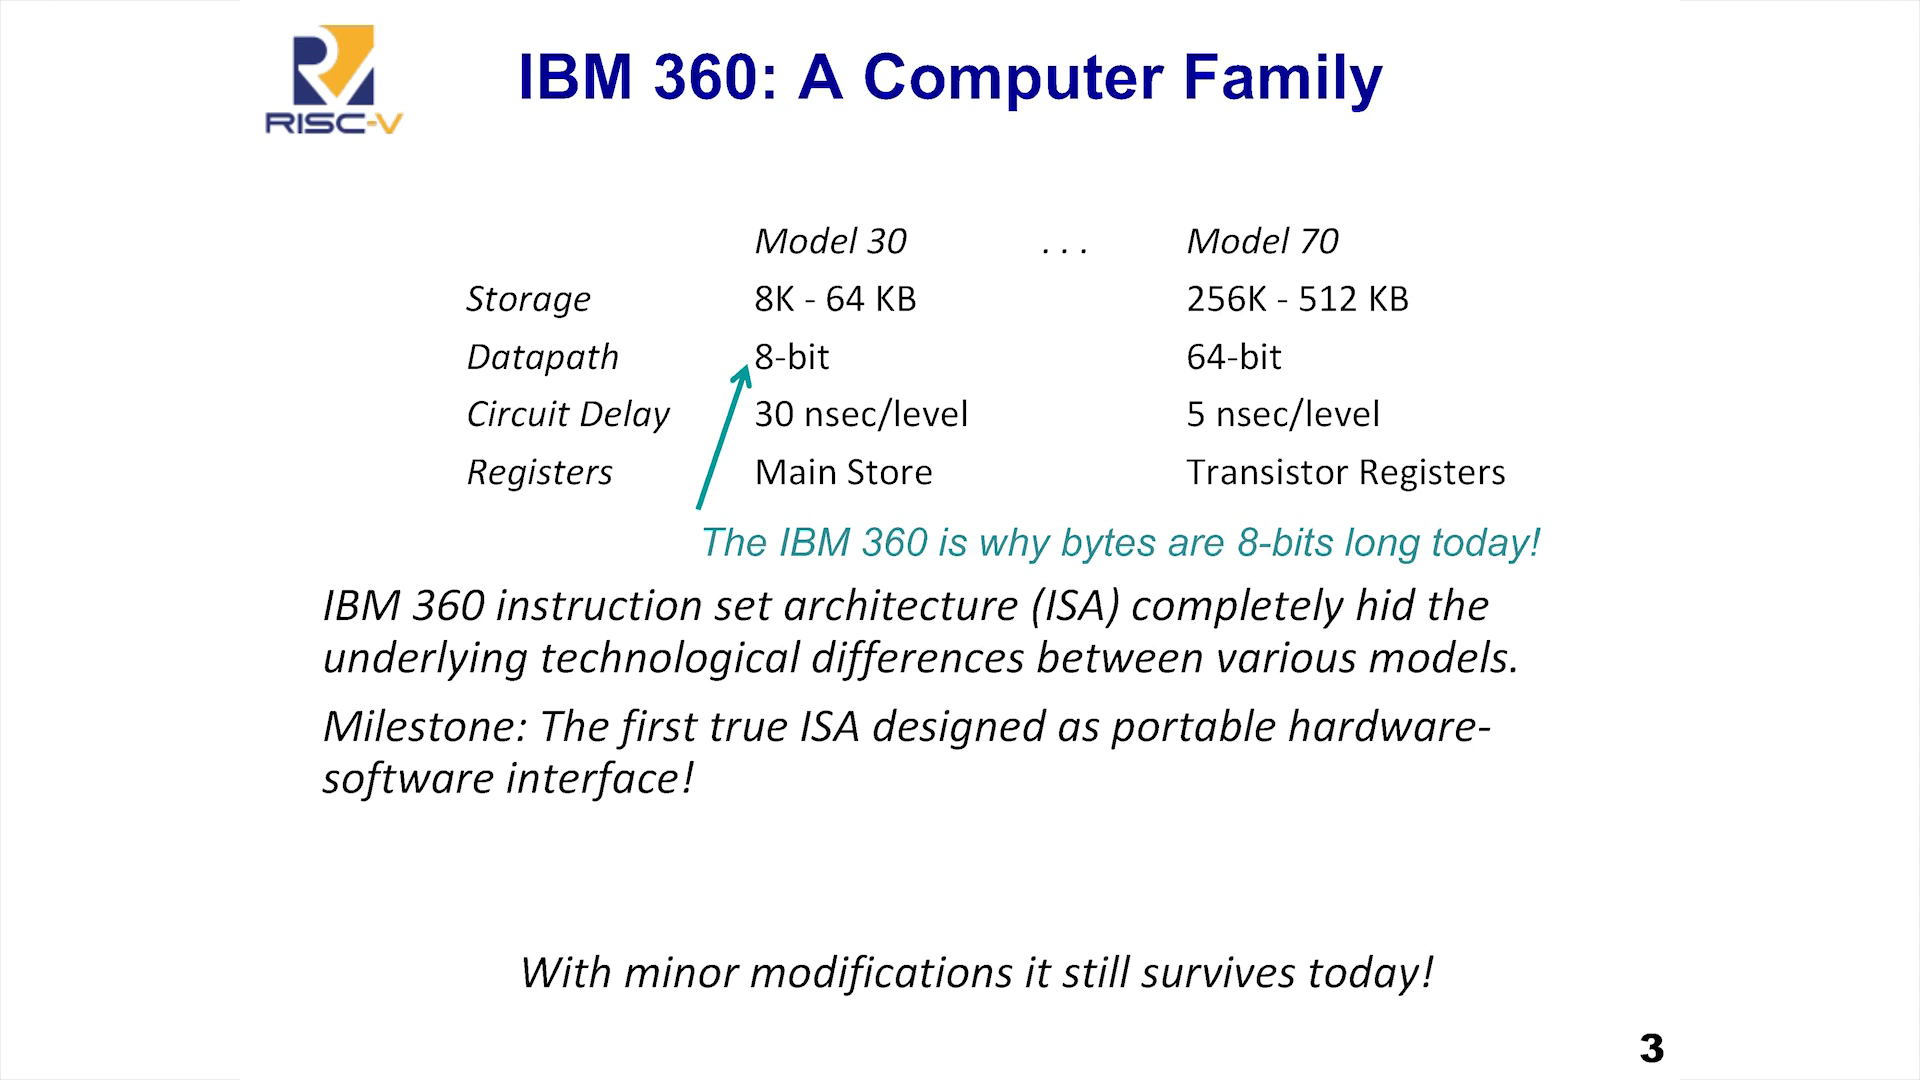 RISC-V
IBM 360: A Computer Family
Model 30 . . . Model 70
Storage 8K - 64 KB 256K - 512 KB
Datapath 8-bit 64-bit
Circuit Delay 30 nsec/level 5 nsec/level
Registers Main Store Transistor Registers
The IBM 360 is why bytes are 8-bits long today!
IBM 360 instruction set architecture (ISA) completely hid the
underlying technological differences between various models.
Milestone: The first true ISA designed as portable hardware-
software interface!
With minor modifications it still survives today!
3